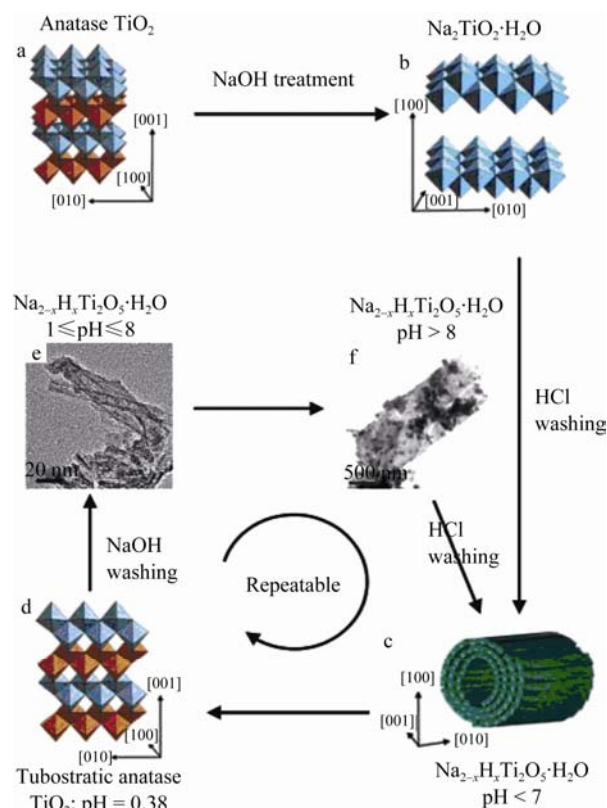 Anatase TiO₂
a
[001]
[100]
[010]
NaOH treatment
Na₂TiO₂·H₂O
b
[100]
[001]
[010]
HCl
washing
Na₂₋ₓHₓTi₂O₅·H₂O
1≤pH≤8
e
20 nm
Na₂₋ₓHₓTi₂O₅·H₂O
pH > 8
f
500 nm
HCl
washing
NaOH
washing
Repeatable
d
[001]
[100]
[010]
Tubostratic anatase
TiO₂; pH = 0.38
c
[100]
[001]
[010]
Na₂₋ₓHₓTi₂O₅·H₂O
pH < 7